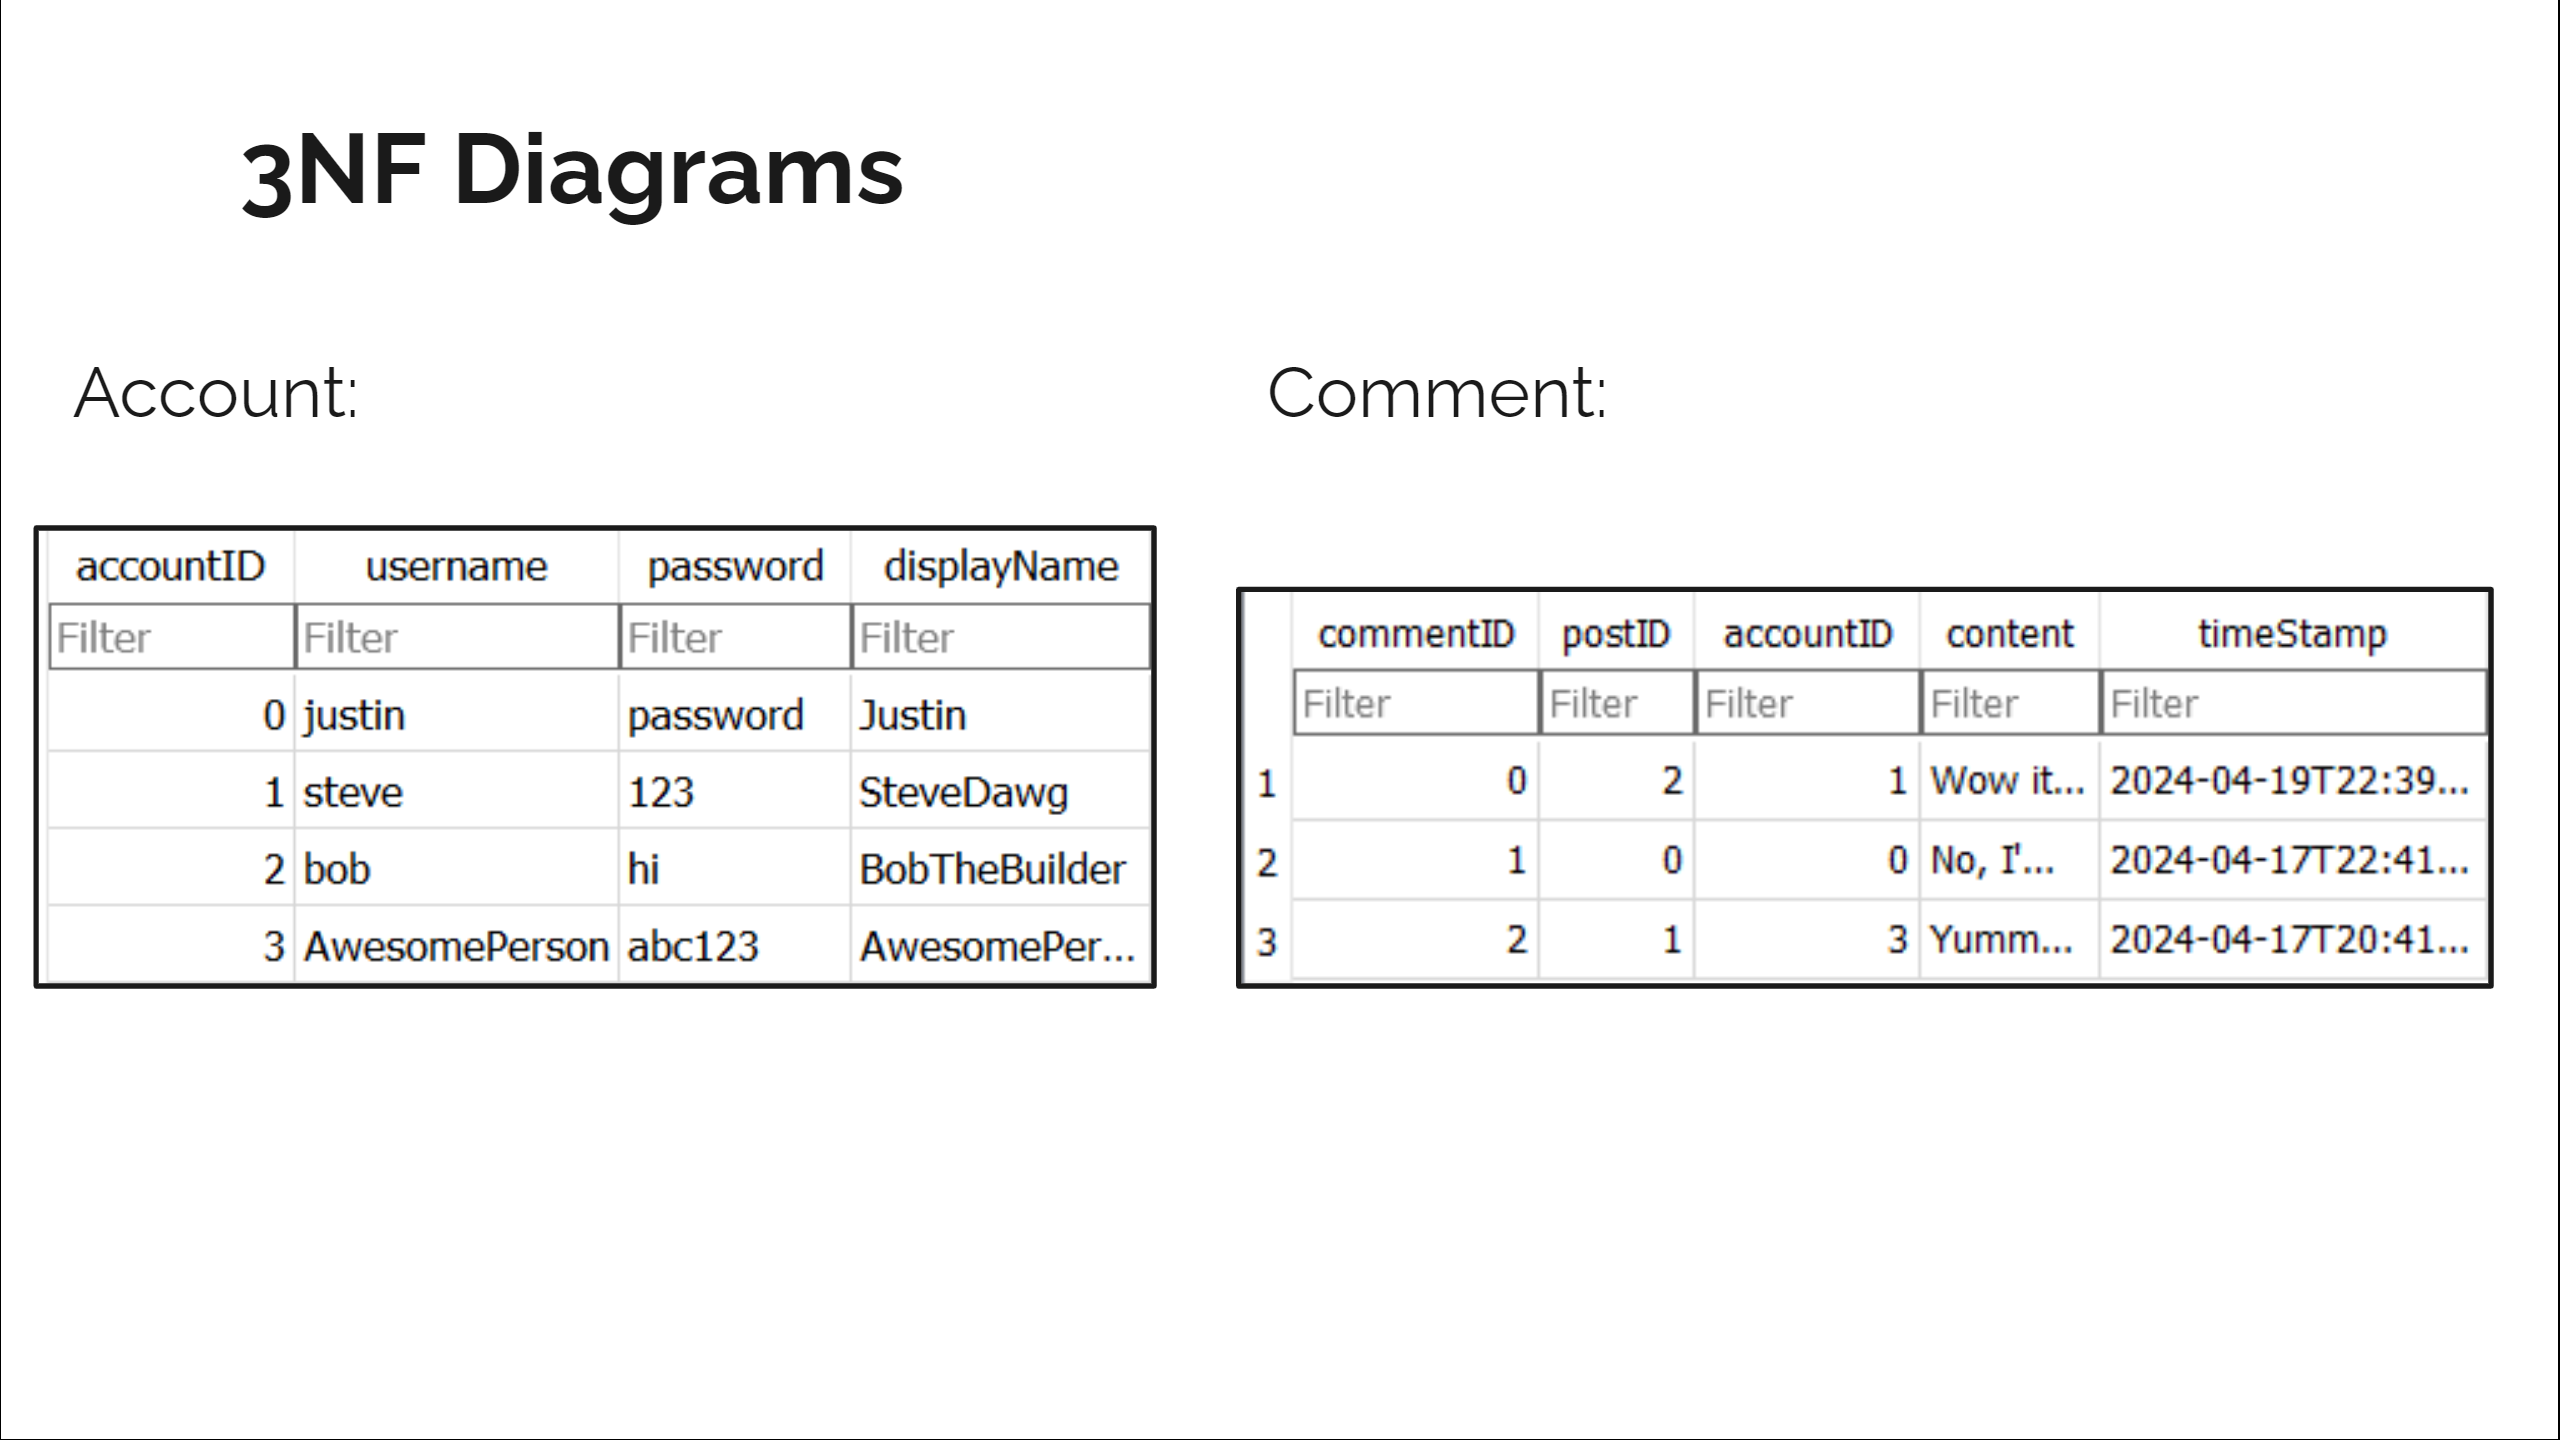 3NF Diagrams
Account:
accountID username password displayName
Filter Filter Filter Filter
0 justin password Justin
1 steve 123 SteveDawg
2 bob hi BobTheBuilder
3 AwesomePerson abc123 AwesomePer...
Comment:
commentID postID accountID content timeStamp
Filter Filter Filter Filter Filter
1 0 2 1 Wow it... 2024-04-19T22:39...
2 1 0 0 No, I'... 2024-04-17T22:41...
3 2 1 3 Yumm... 2024-04-17T20:41...